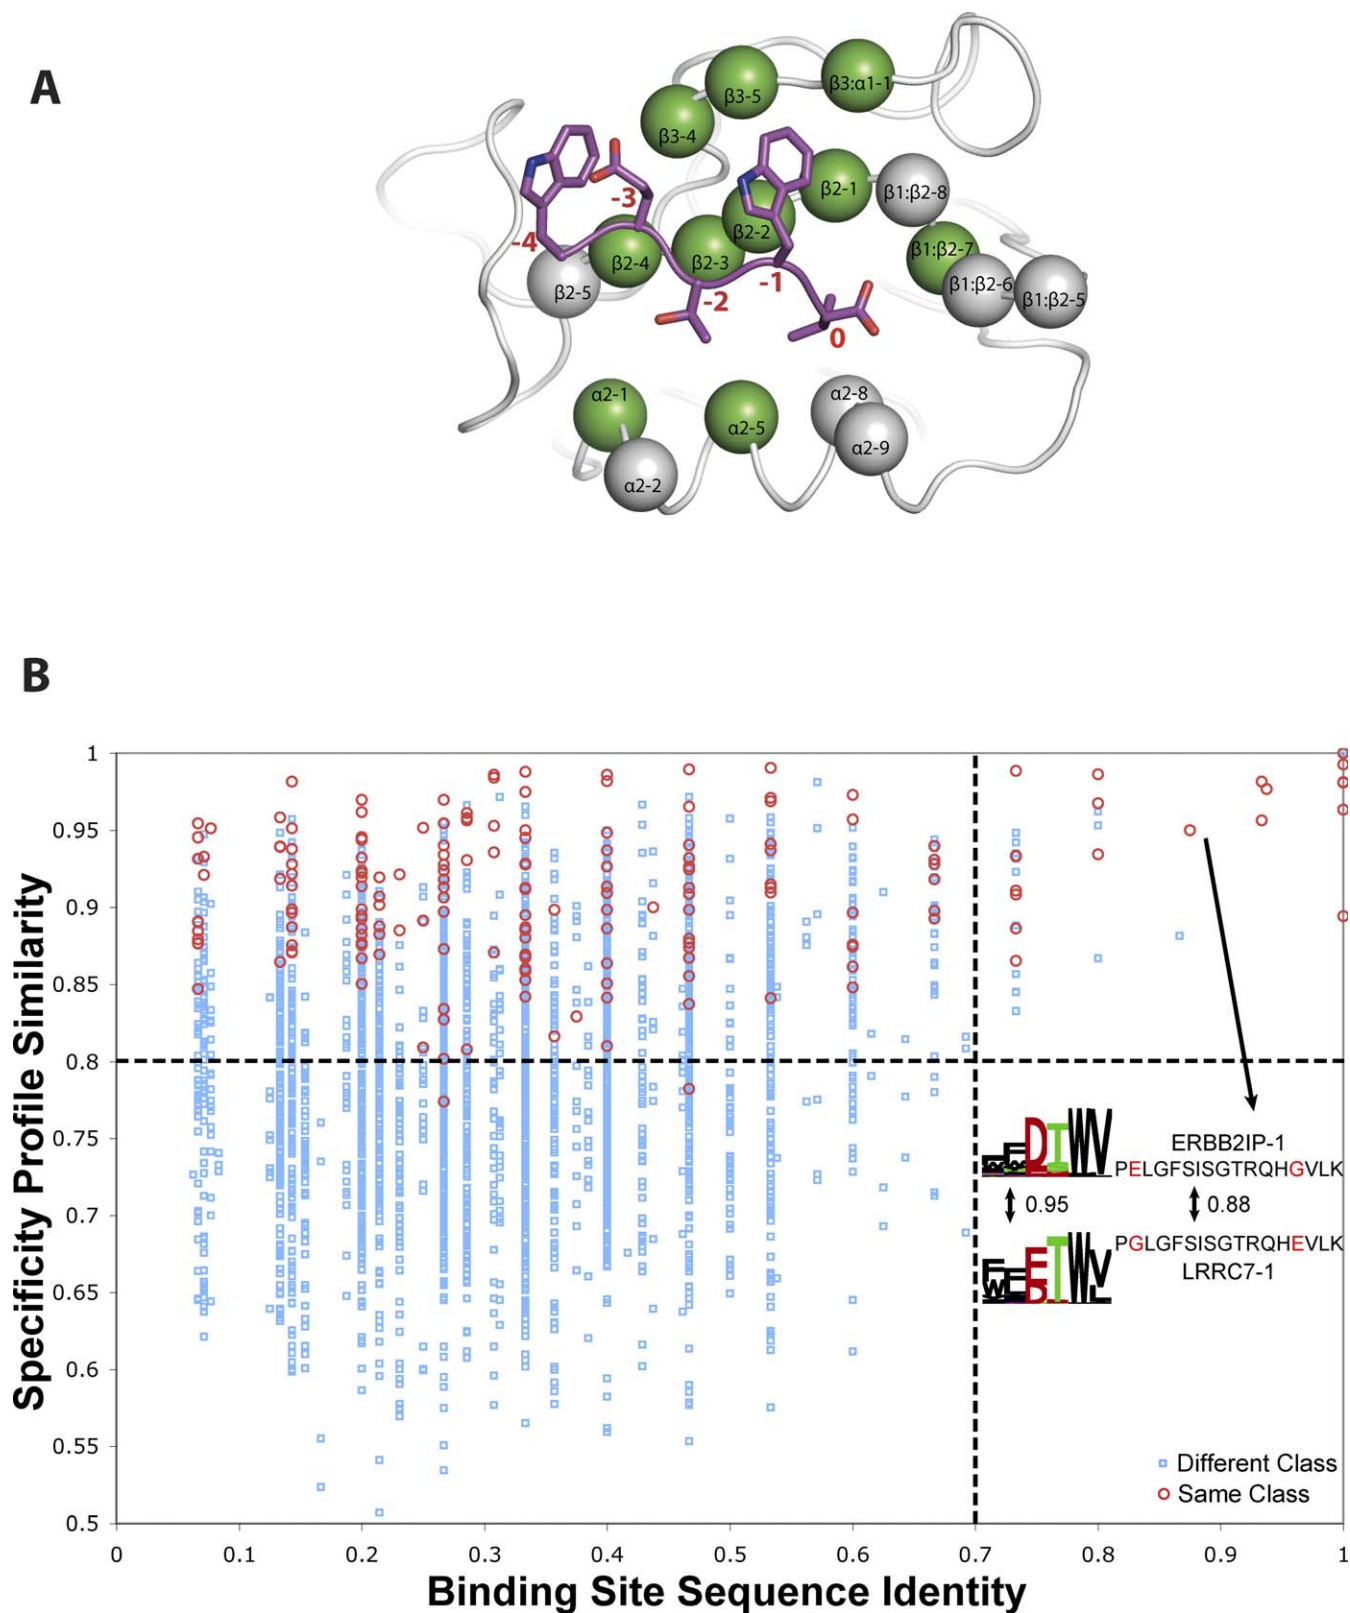 A
β3-5
β3:α1-1
β3-4
-3
β2-1
β1:β2-8
β2-2
-4
β2-4
β2-3
β1:β2-7
β2-5
-2
-1
β1:β2-6
β1:β2-5
0
α2-1
α2-8
α2-5
α2-9
α2-2
B
Specificity Profile Similarity
1
0.95
0.9
0.85
0.8
0.75
0.7
0.65
0.6
0.55
0.5
DTWV
ERBB2IP-1
PELGFSISGTRQHGVLK
0.95
0.88
PGLGFSISGTRQHEVLK
LRRC7-1
Different Class
Same Class
0
0.1
0.2
0.3
0.4
0.5
0.6
0.7
0.8
0.9
1
Binding Site Sequence Identity